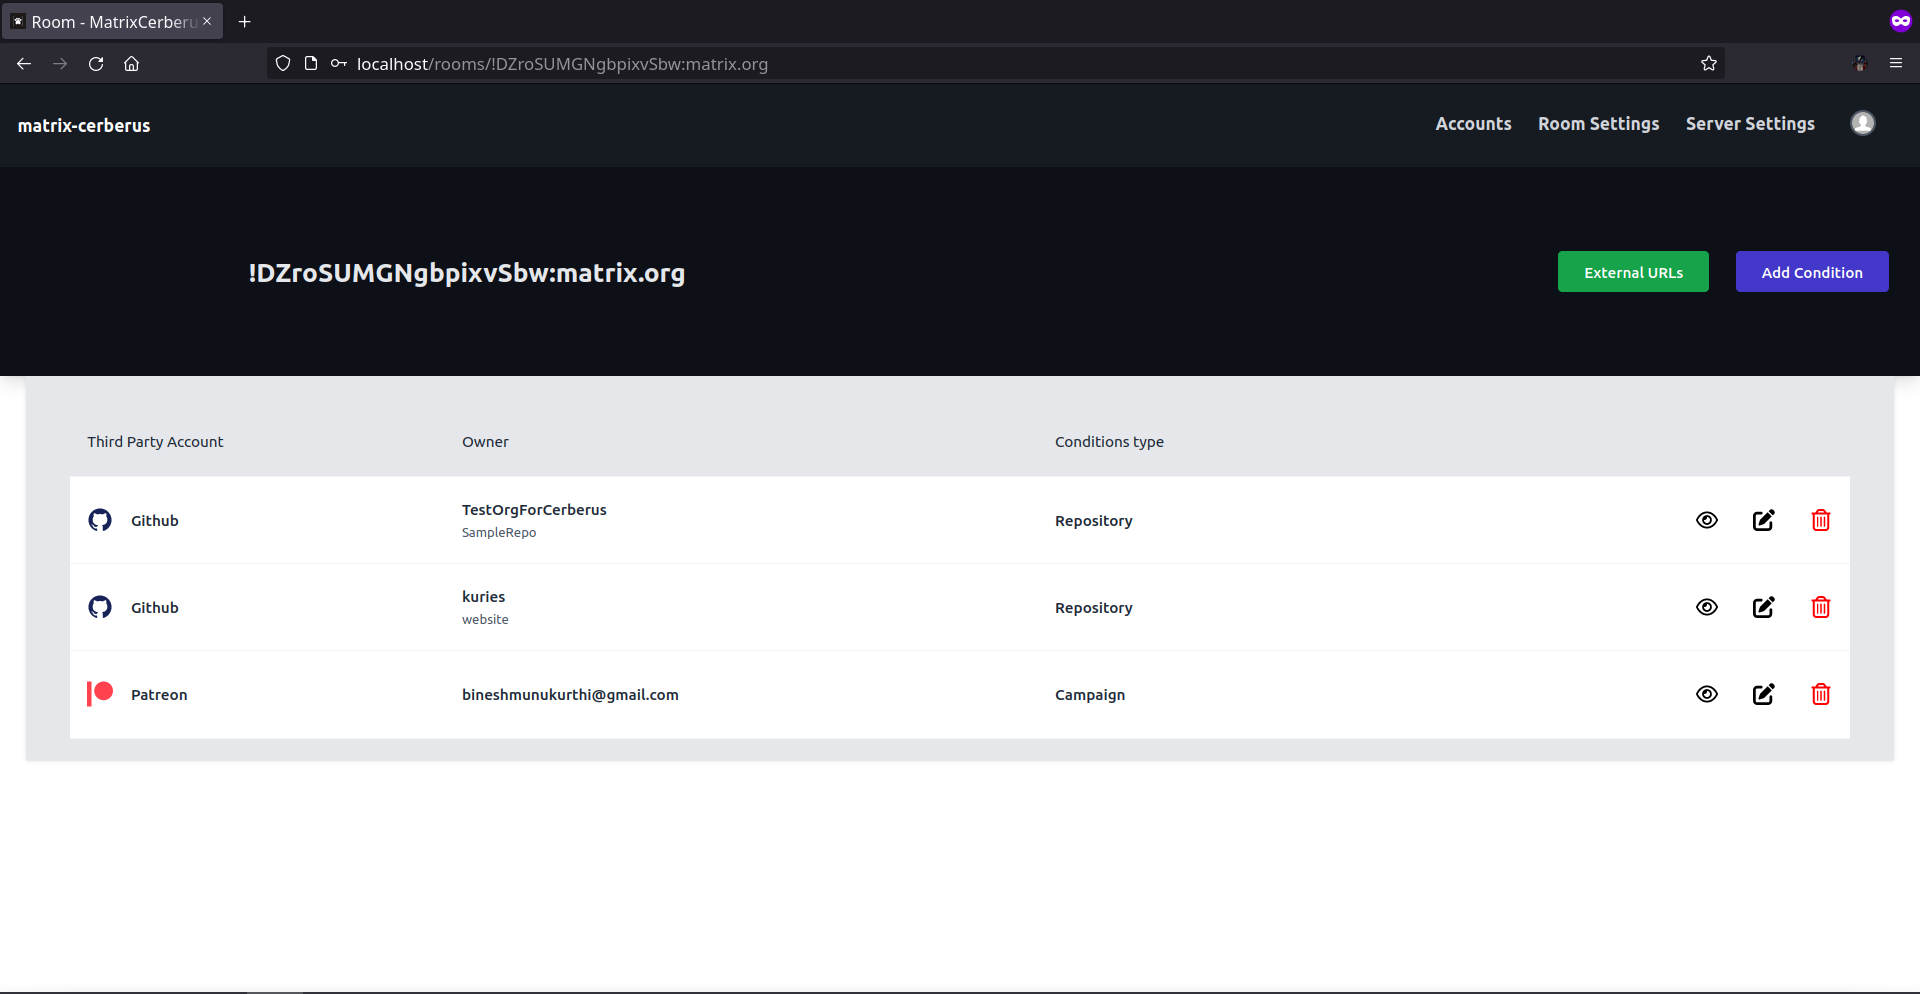 Room - MatrixCerberu
localhost/rooms/!DZroSUMGNgbpixvSbw:matrix.org
matrix-cerberus
Accounts
Room Settings
Server Settings
!DZroSUMGNgbpixvSbw:matrix.org
External URLs
Add Condition
Third Party Account
Owner
Conditions type
Github
TestOrgForCerberus
SampleRepo
Repository
Github
kuries
website
Repository
Patreon
bineshmunukurthi@gmail.com
Campaign